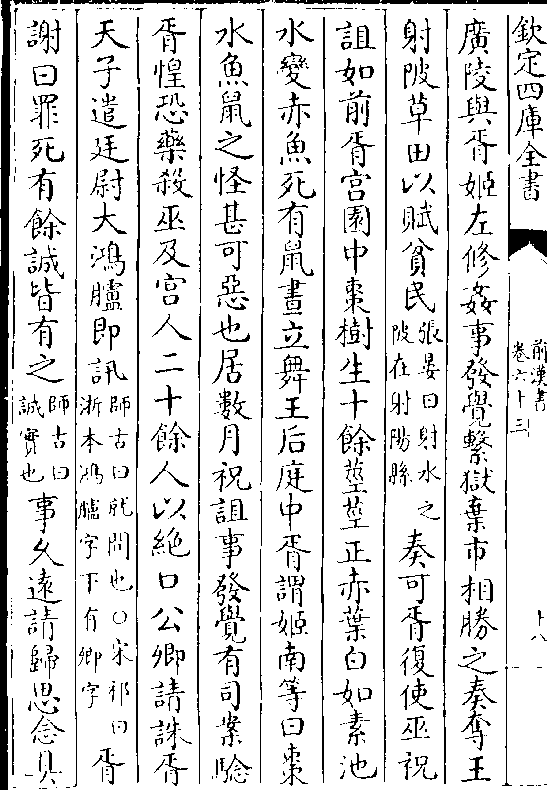 欽定四庫全書
前漢書
卷六十三
十八
廣陵與胥姬左修姦事發覺繫獄棄市相勝之奏奪王
射陂草田以賦貧民張晏曰射水之
陂在射陽縣奏可胥復使巫祝
詛如前胥宫園中棗樹生十餘莖莖正赤葉白如素池
水變赤魚死有鼠晝立舞王后庭中胥謂姬南等曰棗
水魚鼠之怪甚可惡也居數月祝詛事發覺有司案驗
胥惶恐藥殺巫及宫人二十餘人以絶口公卿請誅胥
天子遣廷尉大鴻臚即訊師古曰就問也○宋祁曰
浙本鴻臚字下有卿字胥
謝曰罪死有餘誠皆有之師古曰
誠實也事久遠請歸思念具